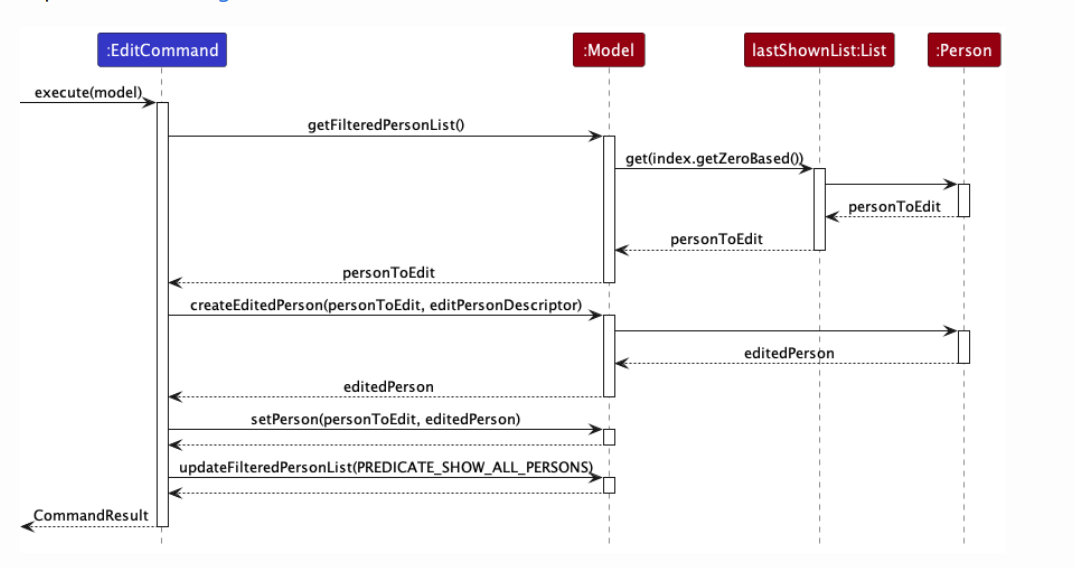 :EditCommand :Model lastShownList:List :Person
execute(model)
getFilteredPersonList()
get(index.getZeroBased())
personToEdit
personToEdit
personToEdit
createEditedPerson(personToEdit, editPersonDescriptor)
editedPerson
editedPerson
setPerson(personToEdit, editedPerson)
updateFilteredPersonList(PREDICATE_SHOW_ALL_PERSONS)
CommandResult